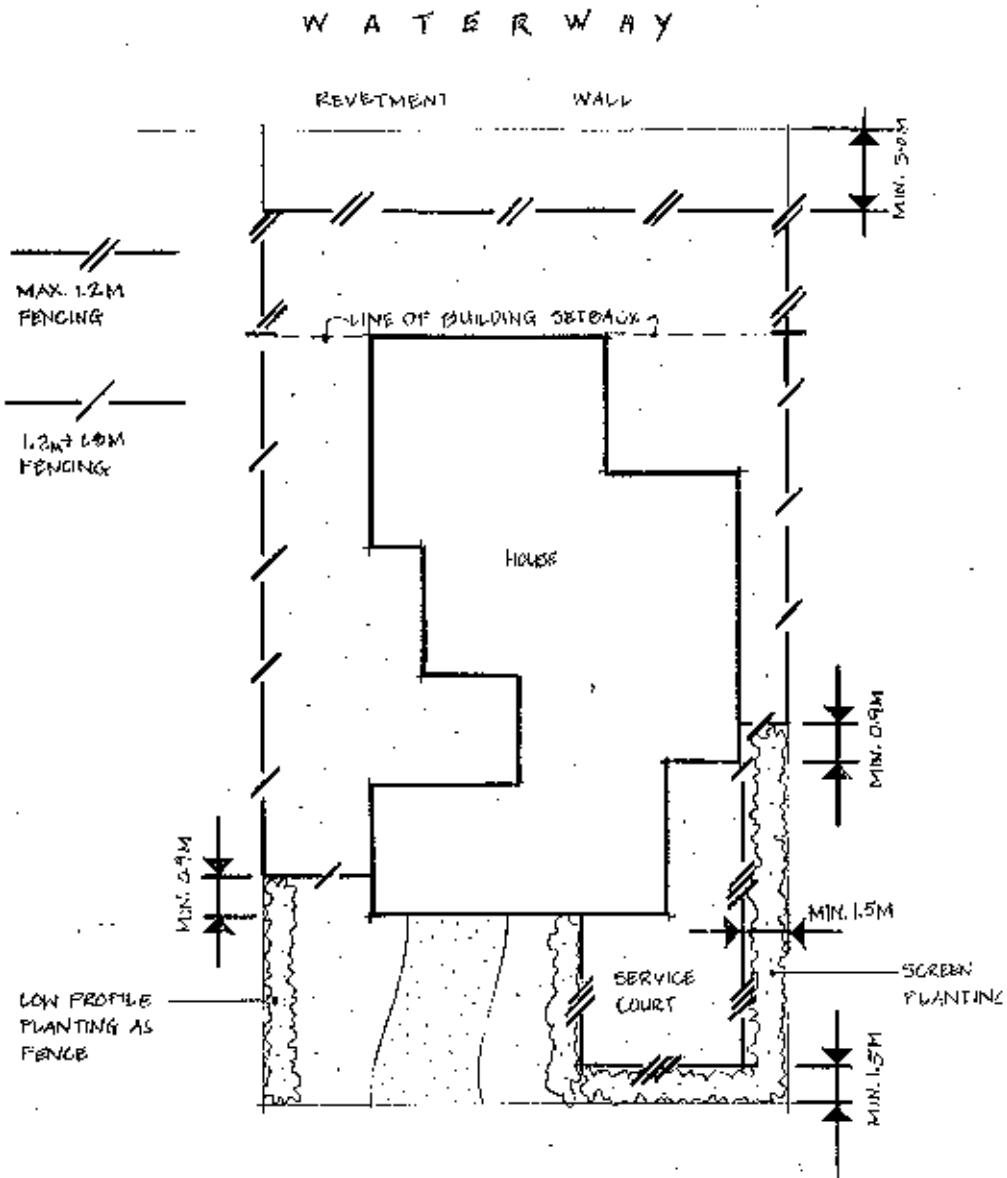 WATERWAY
REVETMENT WALL
MIN. 3.0M
MAX. 1.2M
FENCING
LINE OF BUILDING SETBACK
FENCING
HOUSE
MIN. 0.9M
MIN. 0.9M
MIN. 1.5M
LOW PROFILE
PLANTING AS
FENCE
SERVICE
COURT
SCREEN
PLANTING
MIN. 1.5M